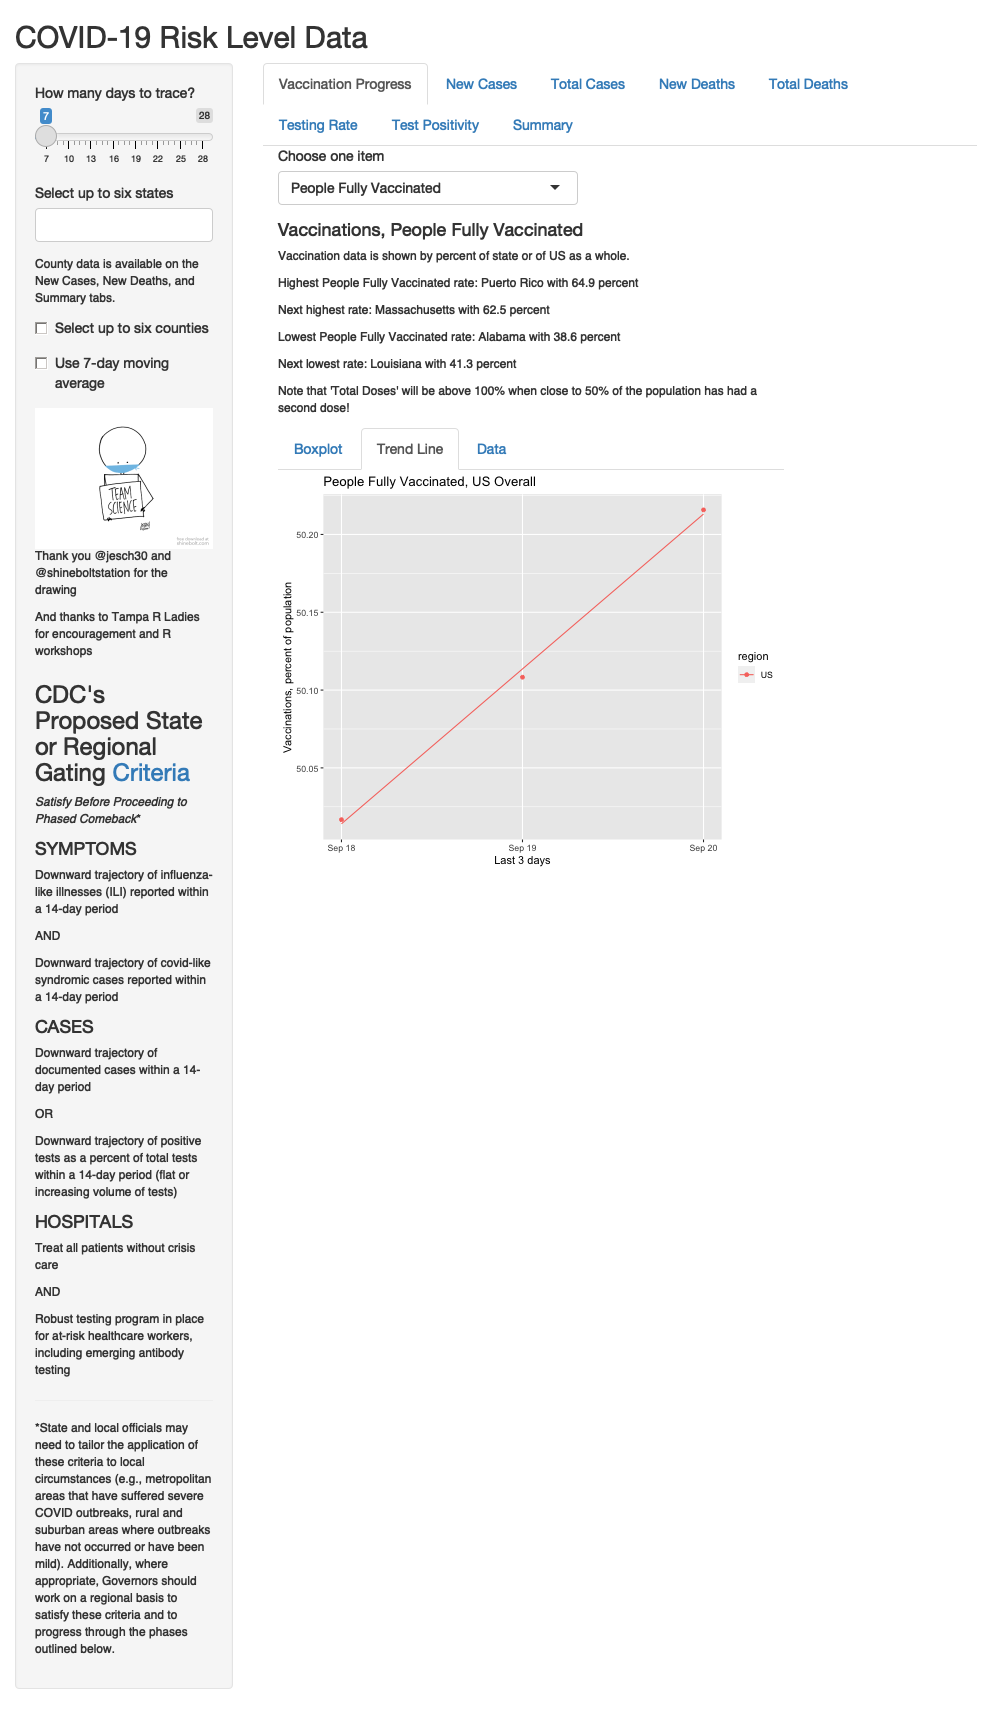 COVID-19 Risk Level Data
How many days to trace?
7
28
7 10 13 16 19 22 25 28
Select up to six states
County data is available on the
New Cases, New Deaths, and
Summary tabs.
Select up to six counties
Use 7-day moving
average
TEAM
SCIENCE
Thank you @jesch30 and
@shineboltstation for the
drawing
And thanks to Tampa R Ladies
for encouragement and R
workshops
CDC's
Proposed State
or Regional
Gating Criteria
Satisfy Before Proceeding to
Phased Comeback*
SYMPTOMS
Downward trajectory of influenza-
like illnesses (ILI) reported within
a 14-day period
AND
Downward trajectory of covid-like
syndromic cases reported within
a 14-day period
CASES
Downward trajectory of
documented cases within a 14-
day period
OR
Downward trajectory of positive
tests as a percent of total tests
within a 14-day period (flat or
increasing volume of tests)
HOSPITALS
Treat all patients without crisis
care
AND
Robust testing program in place
for at-risk healthcare workers,
including emerging antibody
testing
*State and local officials may
need to tailor the application of
these criteria to local
circumstances (e.g., metropolitan
areas that have suffered severe
COVID outbreaks, rural and
suburban areas where outbreaks
have not occurred or have been
mild). Additionally, where
appropriate, Governors should
work on a regional basis to
satisfy these criteria and to
progress through the phases
outlined below.
Vaccination Progress New Cases Total Cases New Deaths Total Deaths
Testing Rate Test Positivity Summary
Choose one item
People Fully Vaccinated
Vaccinations, People Fully Vaccinated
Vaccination data is shown by percent of state or of US as a whole.
Highest People Fully Vaccinated rate: Puerto Rico with 64.9 percent
Next highest rate: Massachusetts with 62.5 percent
Lowest People Fully Vaccinated rate: Alabama with 38.6 percent
Next lowest rate: Louisiana with 41.3 percent
Note that 'Total Doses' will be above 100% when close to 50% of the population has had a
second dose!
Boxplot Trend Line Data
People Fully Vaccinated, US Overall
Vaccinations, percent of population
50.20
50.15
50.10
50.05
Sep 18 Sep 19 Sep 20
Last 3 days
region
US